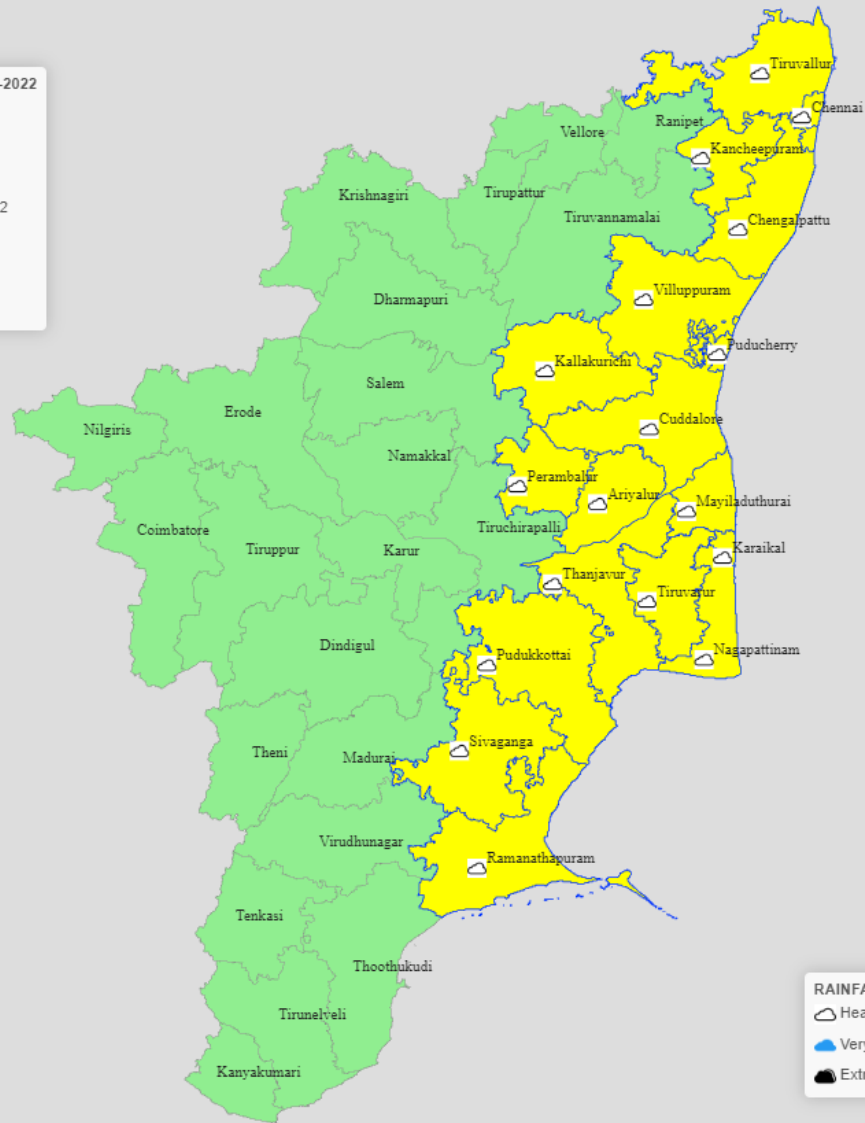 -2022
2
Tiruvallur
Chennai
Ranipet
Vellore
Kancheepuram
Krishnagiri
Tirupattur
Tiruvannamalai
Chengalpattu
Villuppuram
Dharmapuri
Puducherry
Kallakurichi
Salem
Erode
Cuddalore
Nilgiris
Namakkal
Perambalur
Ariyalur
Mayiladuthurai
Coimbatore
Tiruchirapalli
Tiruppur
Karur
Karaikal
Thanjavur
Tiruvarur
Dindigul
Pudukkottai
Nagapattinam
Sivaganga
Theni
Madurai
Virudhunagar
Ramanathapuram
Tenkasi
Thoothukudi
Tirunelveli
Kanyakumari
RAINFA
Hea
Ver
Extr